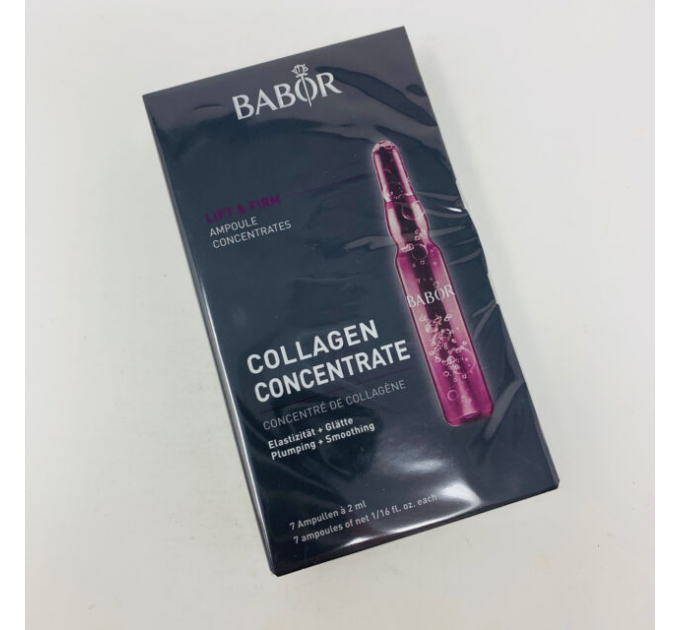 BABOR
LIFT & FIRM
AMPOULE
CONCENTRATES
BABOR
COLLAGEN
CONCENTRATE
CONCENTRÉ DE COLLAGÈNE
Elastizität + Glätte
Plumping + Smoothing
7 Ampullen à 2 ml
7 ampoules of net 1/16 fl. oz. each